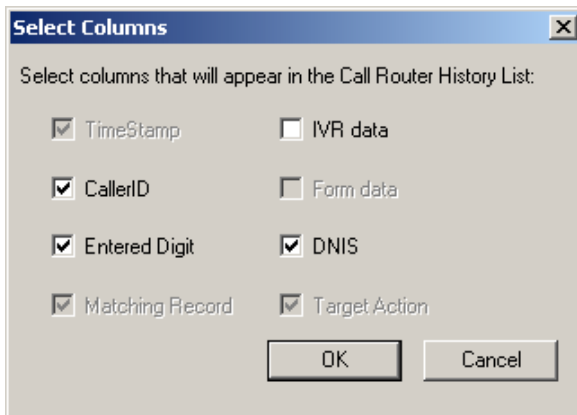 Select Columns
Select columns that will appear in the Call Router History List:
TimeStamp
IVR data
CallerID
Form data
Entered Digit
DNIS
Matching Record
Target Action
OK
Cancel